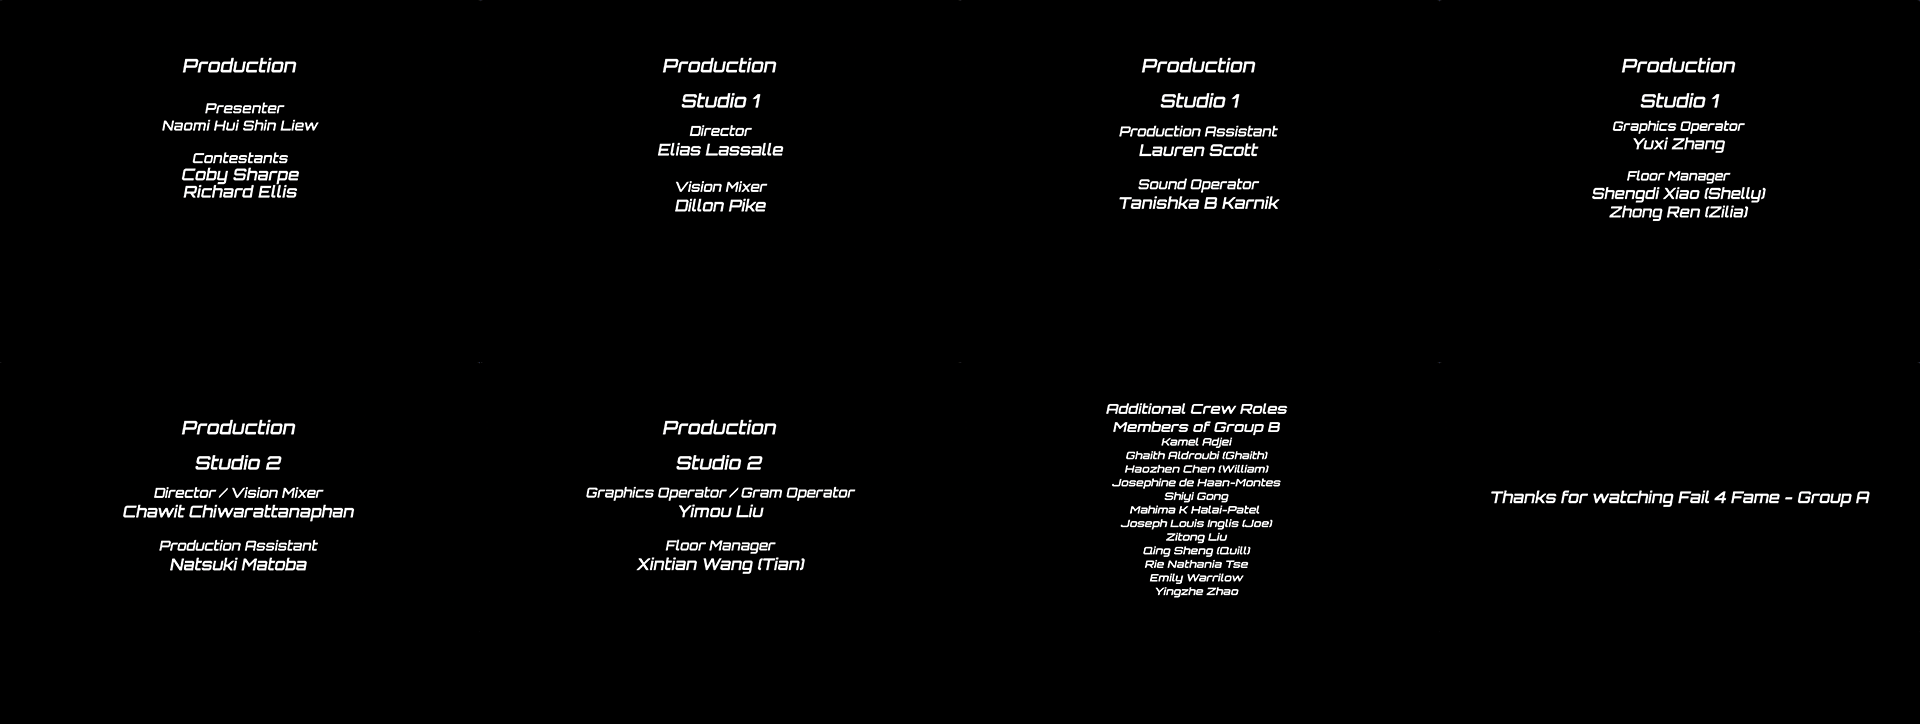 Production
Presenter
Naomi Hui Shin Liew
Contestants
Coby Sharpe
Richard Ellis
Production
Studio 1
Director
Elias Lassalle
Vision Mixer
Dillon Pike
Production
Studio 1
Production Assistant
Lauren Scott
Sound Operator
Tanishka B Karnik
Production
Studio 1
Graphics Operator
Yuxi Zhang
Floor Manager
Shengdi Xiao (Shelly)
Zhong Ren (Zilia)
Production
Studio 2
Director / Vision Mixer
Chawit Chiwarattanaphan
Production Assistant
Natsuki Matoba
Production
Studio 2
Graphics Operator / Gram Operator
Yimou Liu
Floor Manager
Xintian Wang (Tian)
Additional Crew Roles
Members of Group B
Kamel Adjei
Ghaith Aldroubi (Ghaith)
Haozhen Chen (William)
Josephine de Haan-Montes
Shiyi Gong
Mahima K Halai-Patel
Joseph Louis Inglis (Joe)
Zitong Liu
Qing Sheng (Quill)
Rie Nathania Tse
Emily Warrilow
Yingzhe Zhao
Thanks for watching Fail 4 Fame - Group A